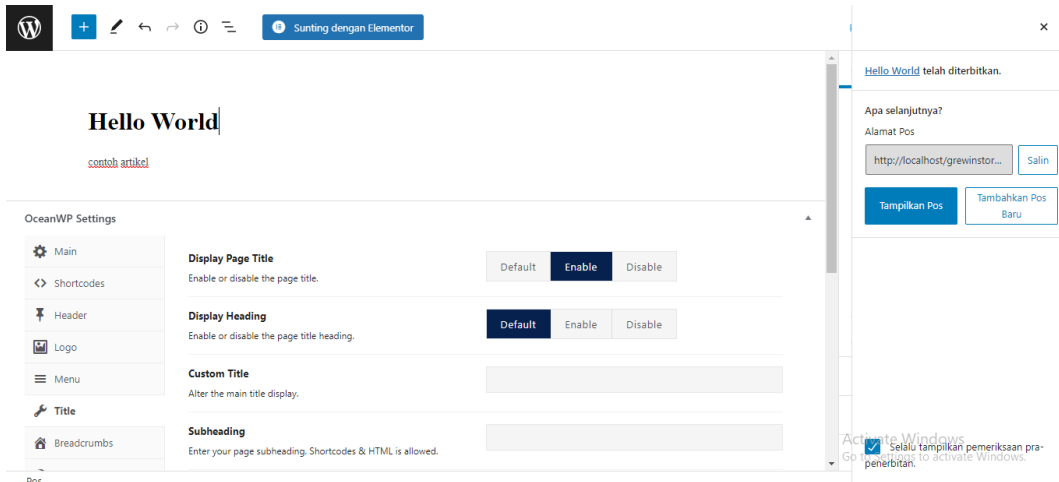 Sunting dengan Elementor
Hello World
contoh artikel
OceanWP Settings
Main
Shortcodes
Header
Logo
Menu
Title
Breadcrumbs
Display Page Title
Enable or disable the page title.
Default Enable Disable
Display Heading
Enable or disable the page title heading.
Default Enable Disable
Custom Title
Alter the main title display.
Subheading
Enter your page subheading. Shortcodes & HTML is allowed.
Pos
Hello World telah diterbitkan.
Apa selanjutnya?
Alamat Pos
http://localhost/grewinstor...
Salin
Tampilkan Pos
Tambahkan Pos
Baru
Activate Windows
Go to Settings to activate Windows.
Selalu tampilkan pemeriksaan pra-
penerbitan.